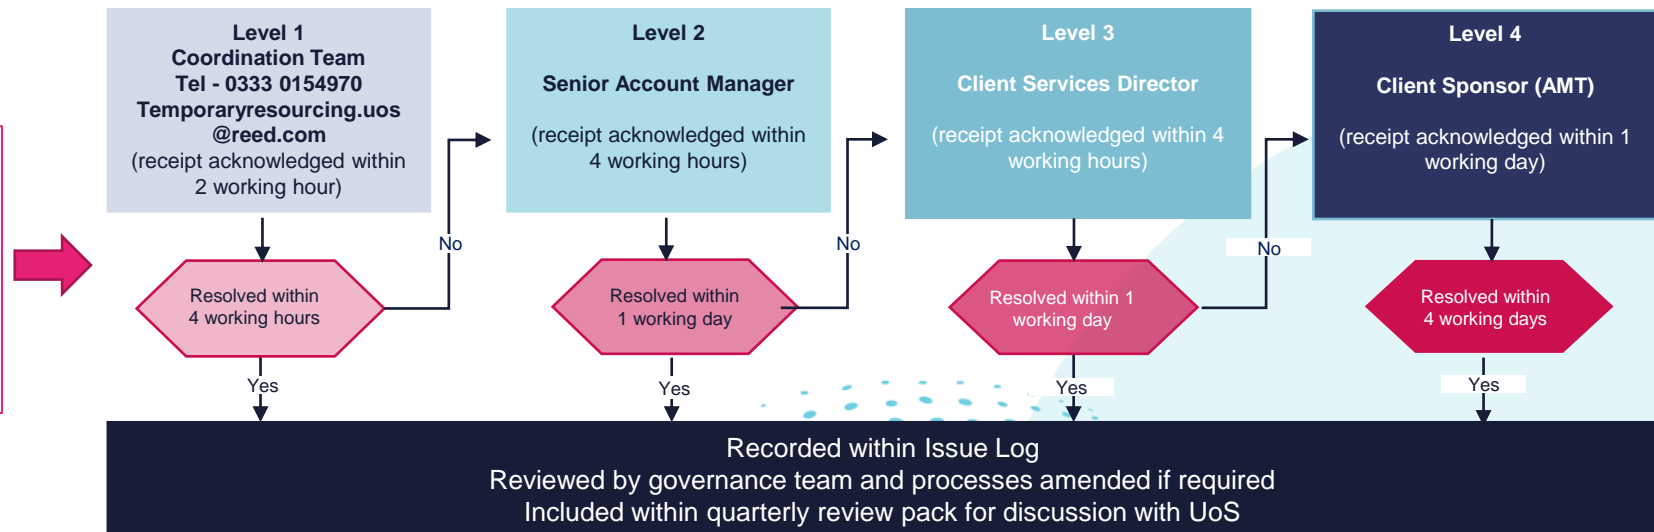 Level 1
Coordination Team
Tel - 0333 0154970
Temporaryresourcing.uos
@reed.com
(receipt acknowledged within
2 working hour)
Level 2
Senior Account Manager
(receipt acknowledged within
4 working hours)
Level 3
Client Services Director
(receipt acknowledged within 4
working hours)
Level 4
Client Sponsor (AMT)
(receipt acknowledged within 1
working day)
No
No
No
Resolved within
4 working hours
Resolved within
1 working day
Resolved within 1
working day
Resolved within
4 working days
Yes
Yes
Yes
Yes
Recorded within Issue Log
Reviewed by governance team and processes amended if required
Included within quarterly review pack for discussion with UoS